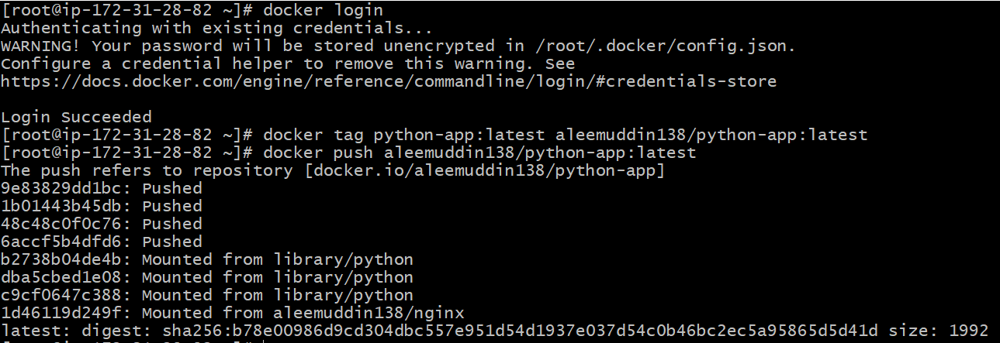 [root@ip-172-31-28-82 ~]# docker login
Authenticating with existing credentials...
WARNING! Your password will be stored unencrypted in /root/.docker/config.json.
Configure a credential helper to remove this warning. See
https://docs.docker.com/engine/reference/commandline/login/#credentials-store
Login Succeeded
[root@ip-172-31-28-82 ~]# docker tag python-app:latest aleemuddin138/python-app:latest
[root@ip-172-31-28-82 ~]# docker push aleemuddin138/python-app:latest
The push refers to repository [docker.io/aleemuddin138/python-app]
9e83829dd1bc: Pushed
1b01443b45db: Pushed
48c48c0f0c76: Pushed
6accf5b4dfd6: Pushed
b2738b04de4b: Mounted from library/python
dba5cbed1e08: Mounted from library/python
c9cf0647c388: Mounted from library/python
1d46119d249f: Mounted from aleemuddin138/nginx
latest: digest: sha256:b78e00986d9cd304dbc557e951d54d1937e037d54c0b46bc2ec5a95865d5d41d size: 1992